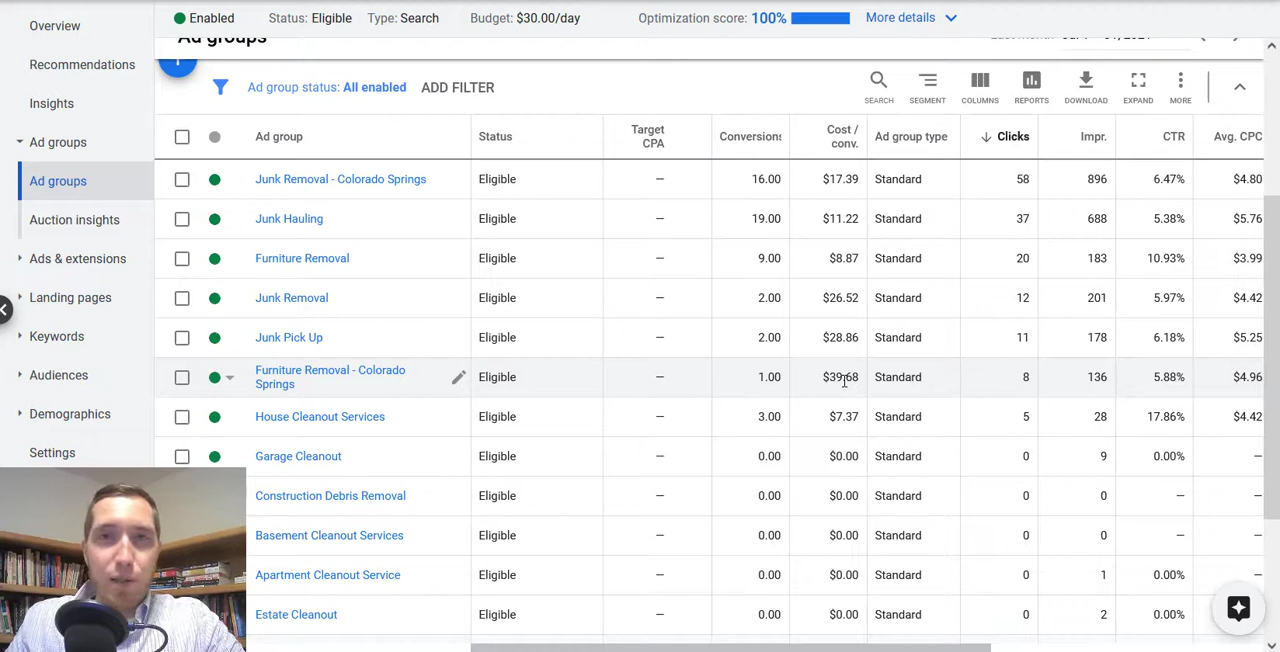 Overview
Recommendations
Insights
Ad groups
Ad groups
Auction insights
Ads & extensions
Landing pages
Keywords
Audiences
Demographics
Settings
Enabled Status: Eligible Type: Search Budget: $30.00/day Optimization score: 100% More details
Ad groups
Ad group status: All enabled ADD FILTER
SEARCH SEGMENT COLUMNS REPORTS DOWNLOAD EXPAND MORE
Ad group Status Target CPA Conversions Cost / conv. Ad group type Clicks Impr. CTR Avg. CPC
Junk Removal - Colorado Springs Eligible — 16.00 $17.39 Standard 58 896 6.47% $4.80
Junk Hauling Eligible — 19.00 $11.22 Standard 37 688 5.38% $5.76
Furniture Removal Eligible — 9.00 $8.87 Standard 20 183 10.93% $3.99
Junk Removal Eligible — 2.00 $26.52 Standard 12 201 5.97% $4.42
Junk Pick Up Eligible — 2.00 $28.86 Standard 11 178 6.18% $5.25
Furniture Removal - Colorado Springs Eligible — 1.00 $39.68 Standard 8 136 5.88% $4.96
House Cleanout Services Eligible — 3.00 $7.37 Standard 5 28 17.86% $4.42
Garage Cleanout Eligible — 0.00 $0.00 Standard 0 9 0.00% —
Construction Debris Removal Eligible — 0.00 $0.00 Standard 0 0 — —
Basement Cleanout Services Eligible — 0.00 $0.00 Standard 0 0 — —
Apartment Cleanout Service Eligible — 0.00 $0.00 Standard 0 1 0.00% —
Estate Cleanout Eligible — 0.00 $0.00 Standard 0 2 0.00% —